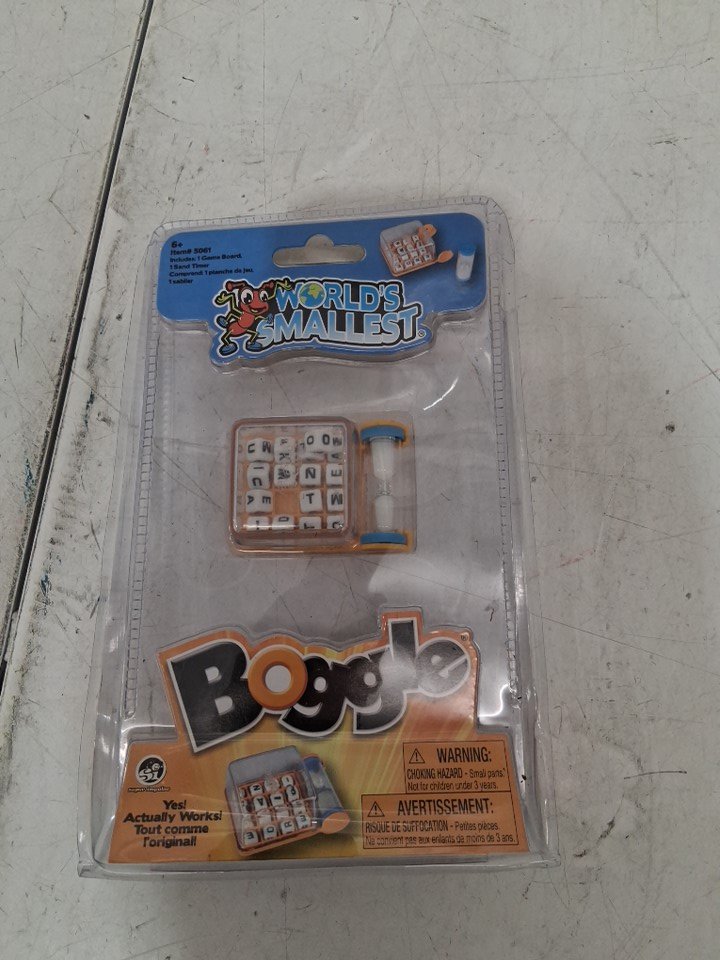 6+
Item# 5061
Includes: 1 Game Board,
1 Sand Timer
Comprend: 1 planche de jeu,
1 sablier
WORLD'S
SMALLEST
Boggle
Yes!
Actually Works!
Tout comme
l'original!
WARNING:
CHOKING HAZARD - Small parts.
Not for children under 3 years.
AVERTISSEMENT:
RISQUE DE SUFFOCATION - Petites pièces.
Ne convient pas aux enfants de moins de 3 ans.